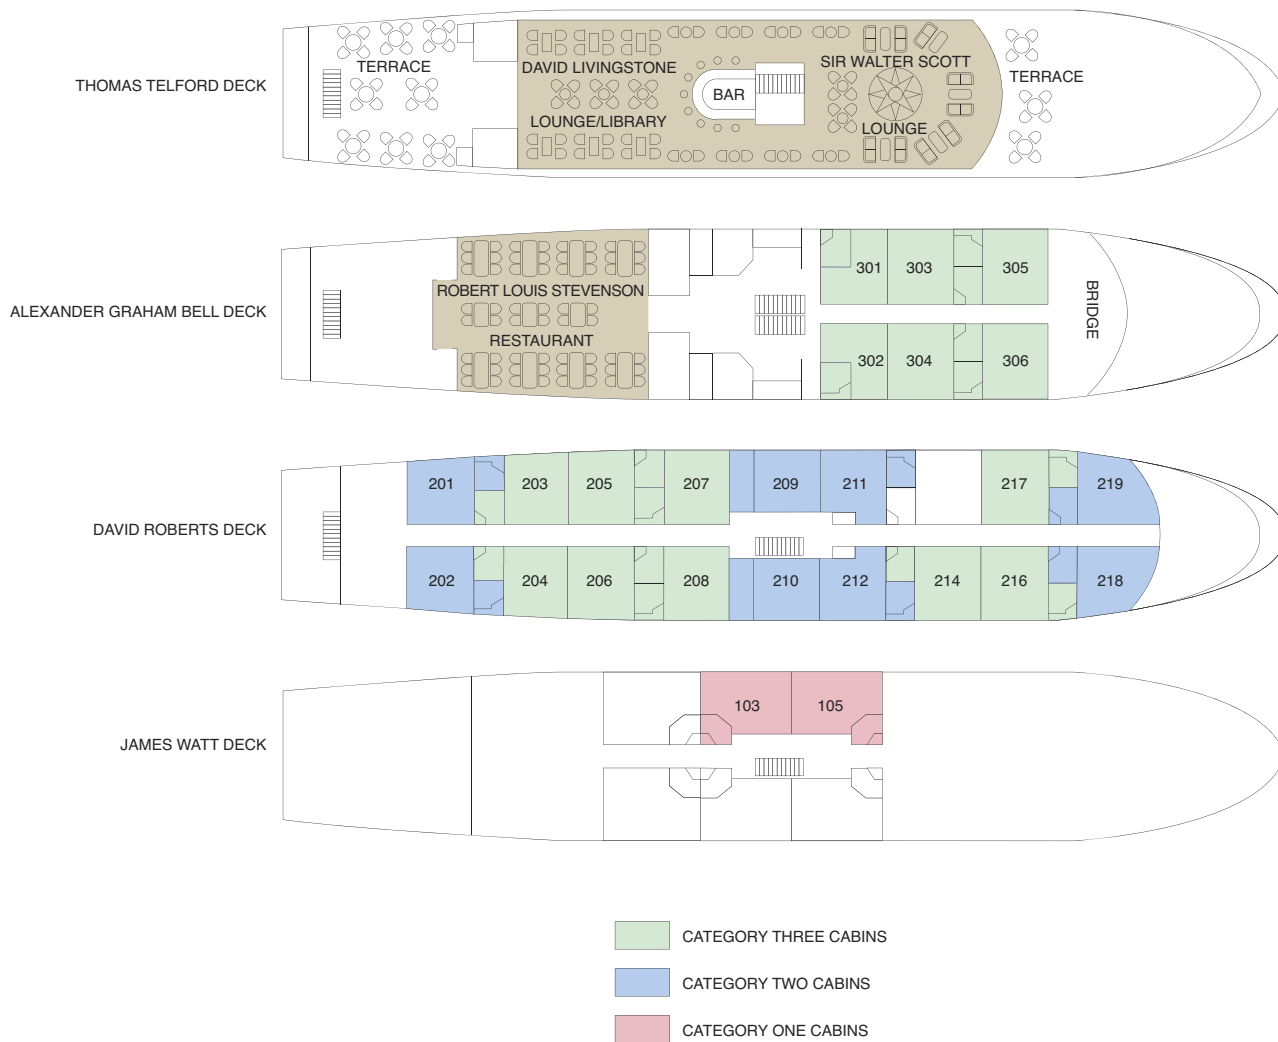 THOMAS TELFORD DECK
TERRACE
DAVID LIVINGSTONE
LOUNGE/LIBRARY
BAR
SIR WALTER SCOTT
LOUNGE
TERRACE
ALEXANDER GRAHAM BELL DECK
ROBERT LOUIS STEVENSON
RESTAURANT
301 303 305
302 304 306
BRIDGE
DAVID ROBERTS DECK
201 203 205 207 209 211 217 219
202 204 206 208 210 212 214 216 218
JAMES WATT DECK
103 105
CATEGORY THREE CABINS
CATEGORY TWO CABINS
CATEGORY ONE CABINS